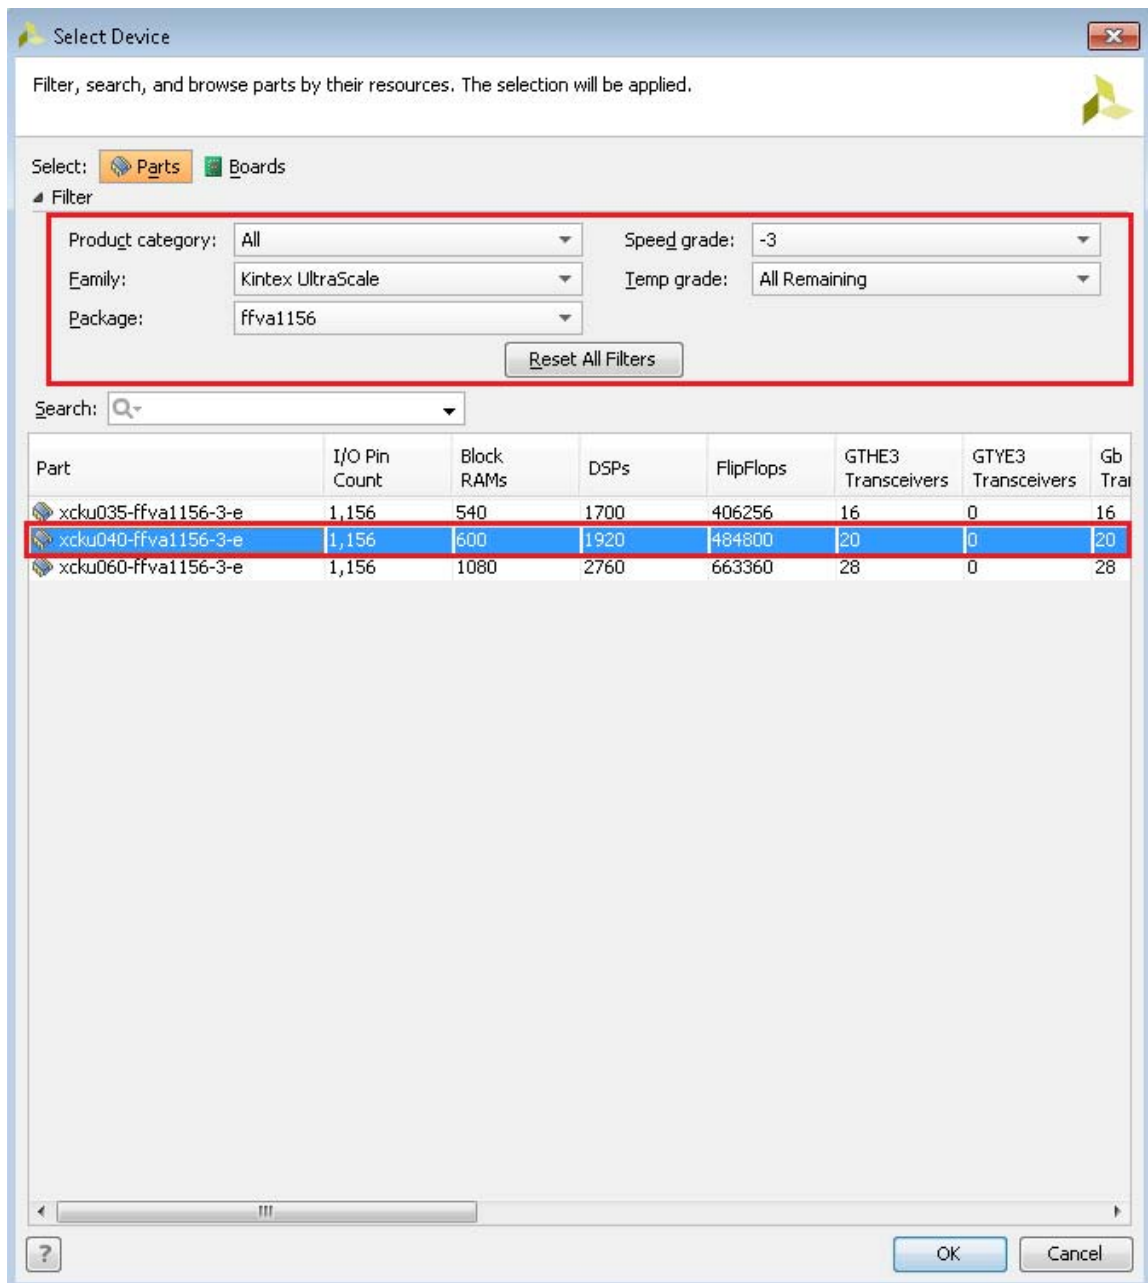 Select Device
Filter, search, and browse parts by their resources. The selection will be applied.
Select: Parts Boards
Filter
Product category: All Speed grade: -3
Family: Kintex UltraScale Temp grade: All Remaining
Package: ffva1156
Reset All Filters
Search:
Part I/O Pin Count Block RAMs DSPs FlipFlops GTHE3 Transceivers GTYE3 Transceivers Gb Trai
xcku035-ffva1156-3-e 1,156 540 1700 406256 16 0 16
xcku040-ffva1156-3-e 1,156 600 1920 484800 20 0 20
xcku060-ffva1156-3-e 1,156 1080 2760 663360 28 0 28
?
OK Cancel